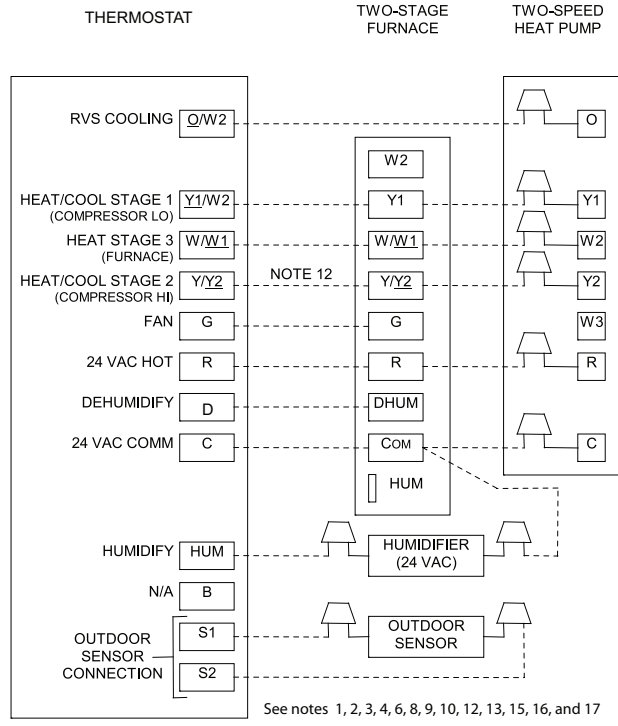 THERMOSTAT
TWO-STAGE
FURNACE
TWO-SPEED
HEAT PUMP
RVS COOLING O/W2 O
W2
HEAT/COOL STAGE 1 Y1/W2 Y1 Y1
(COMPRESSOR LO)
HEAT STAGE 3 W/W1 W/W1 W2
(FURNACE)
HEAT/COOL STAGE 2 Y/Y2 NOTE 12 Y/Y2 Y2
(COMPRESSOR HI)
FAN G G W3
24 VAC HOT R R R
DEHUMIDIFY D DHUM
24 VAC COMM C COM C
HUM
HUMIDIFY HUM HUMIDIFIER
(24 VAC)
N/A B
S1 OUTDOOR
SENSOR
OUTDOOR
SENSOR
CONNECTION
S2
See notes 1, 2, 3, 4, 6, 8, 9, 10, 12, 13, 15, 16, and 17